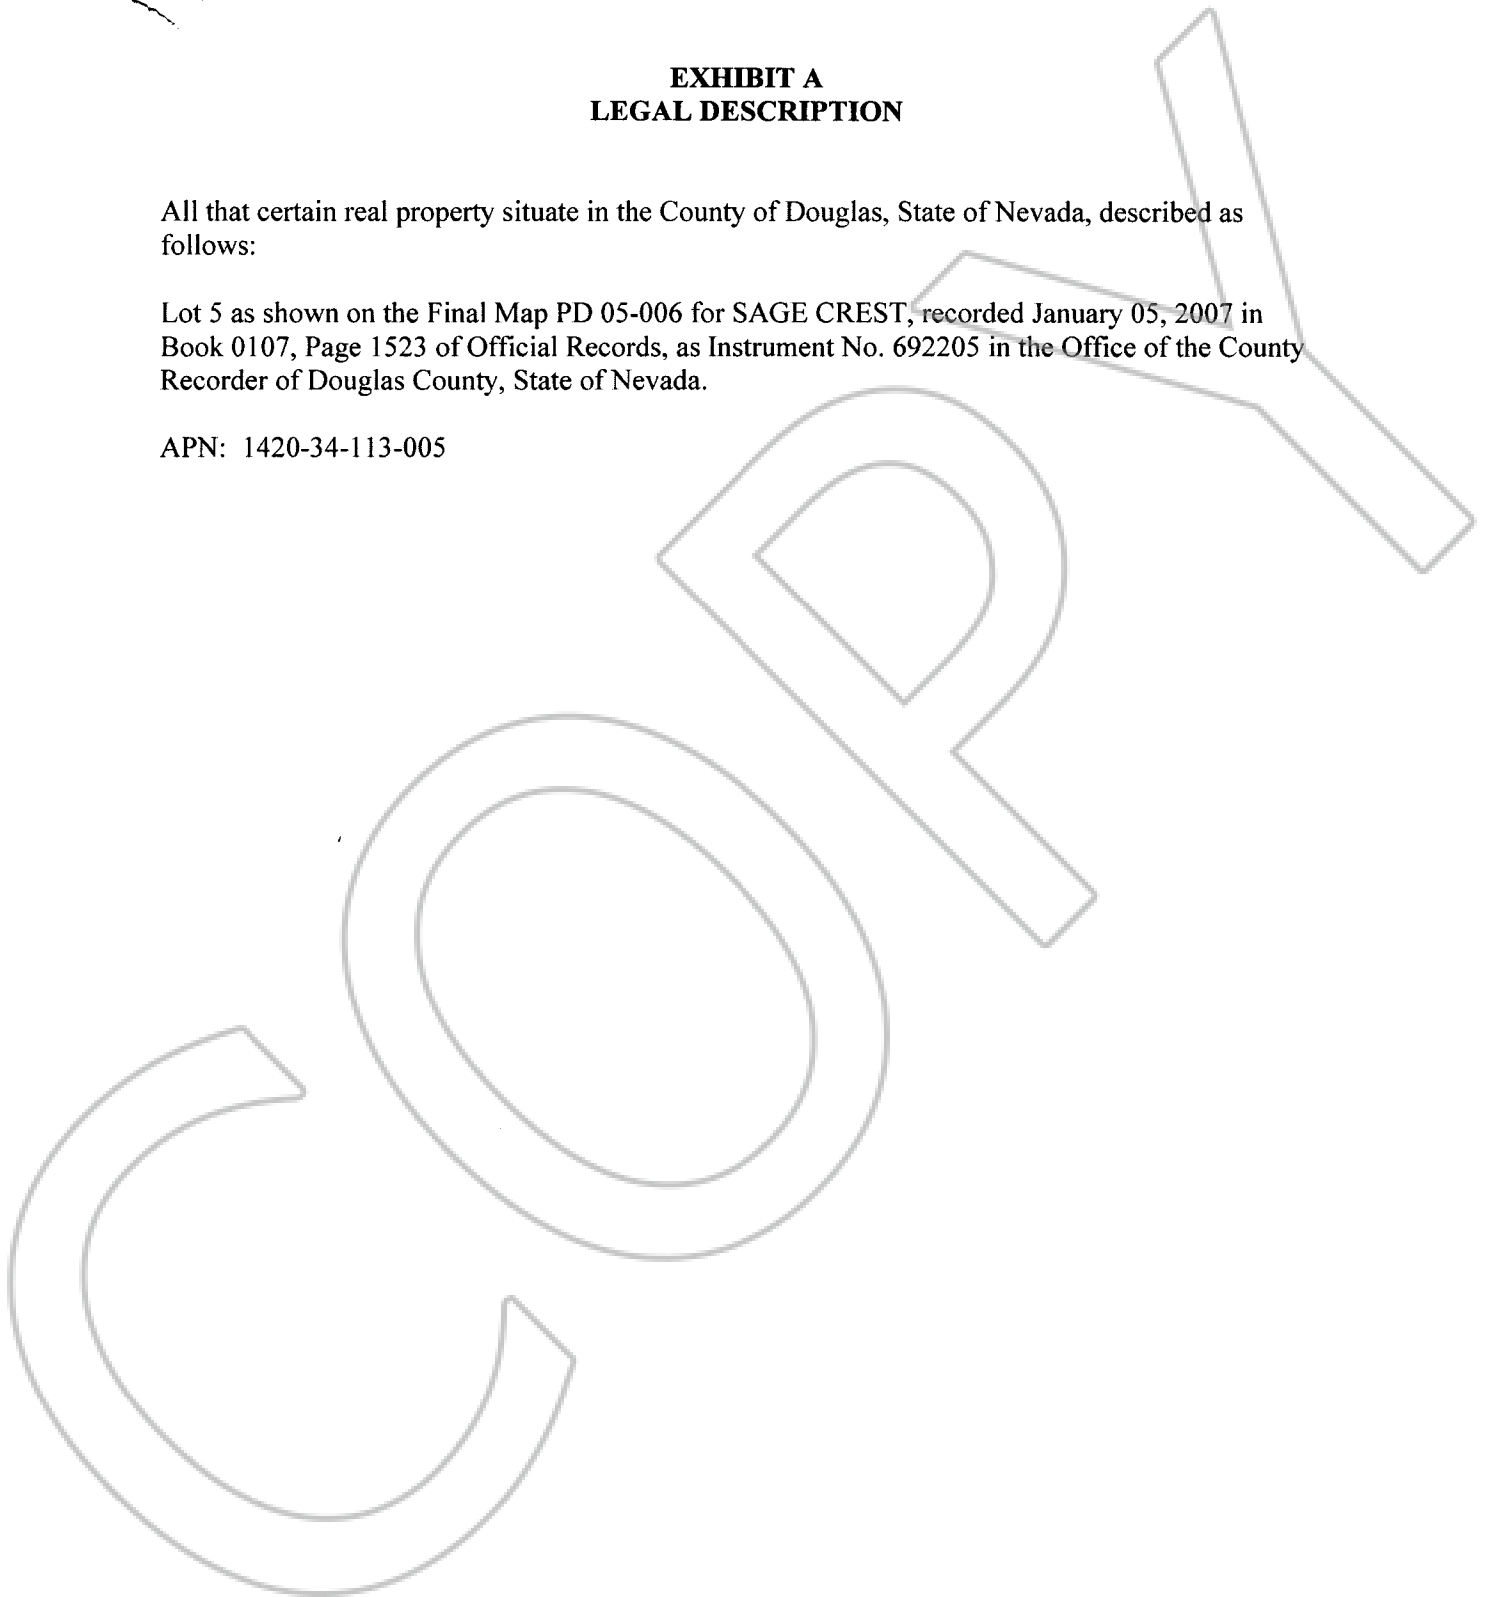 EXHIBIT A
LEGAL DESCRIPTION
All that certain real property situate in the County of Douglas, State of Nevada, described as
follows:
Lot 5 as shown on the Final Map PD 05-006 for SAGE CREST, recorded January 05, 2007 in
Book 0107, Page 1523 of Official Records, as Instrument No. 692205 in the Office of the County
Recorder of Douglas County, State of Nevada.
APN: 1420-34-113-005
COPY